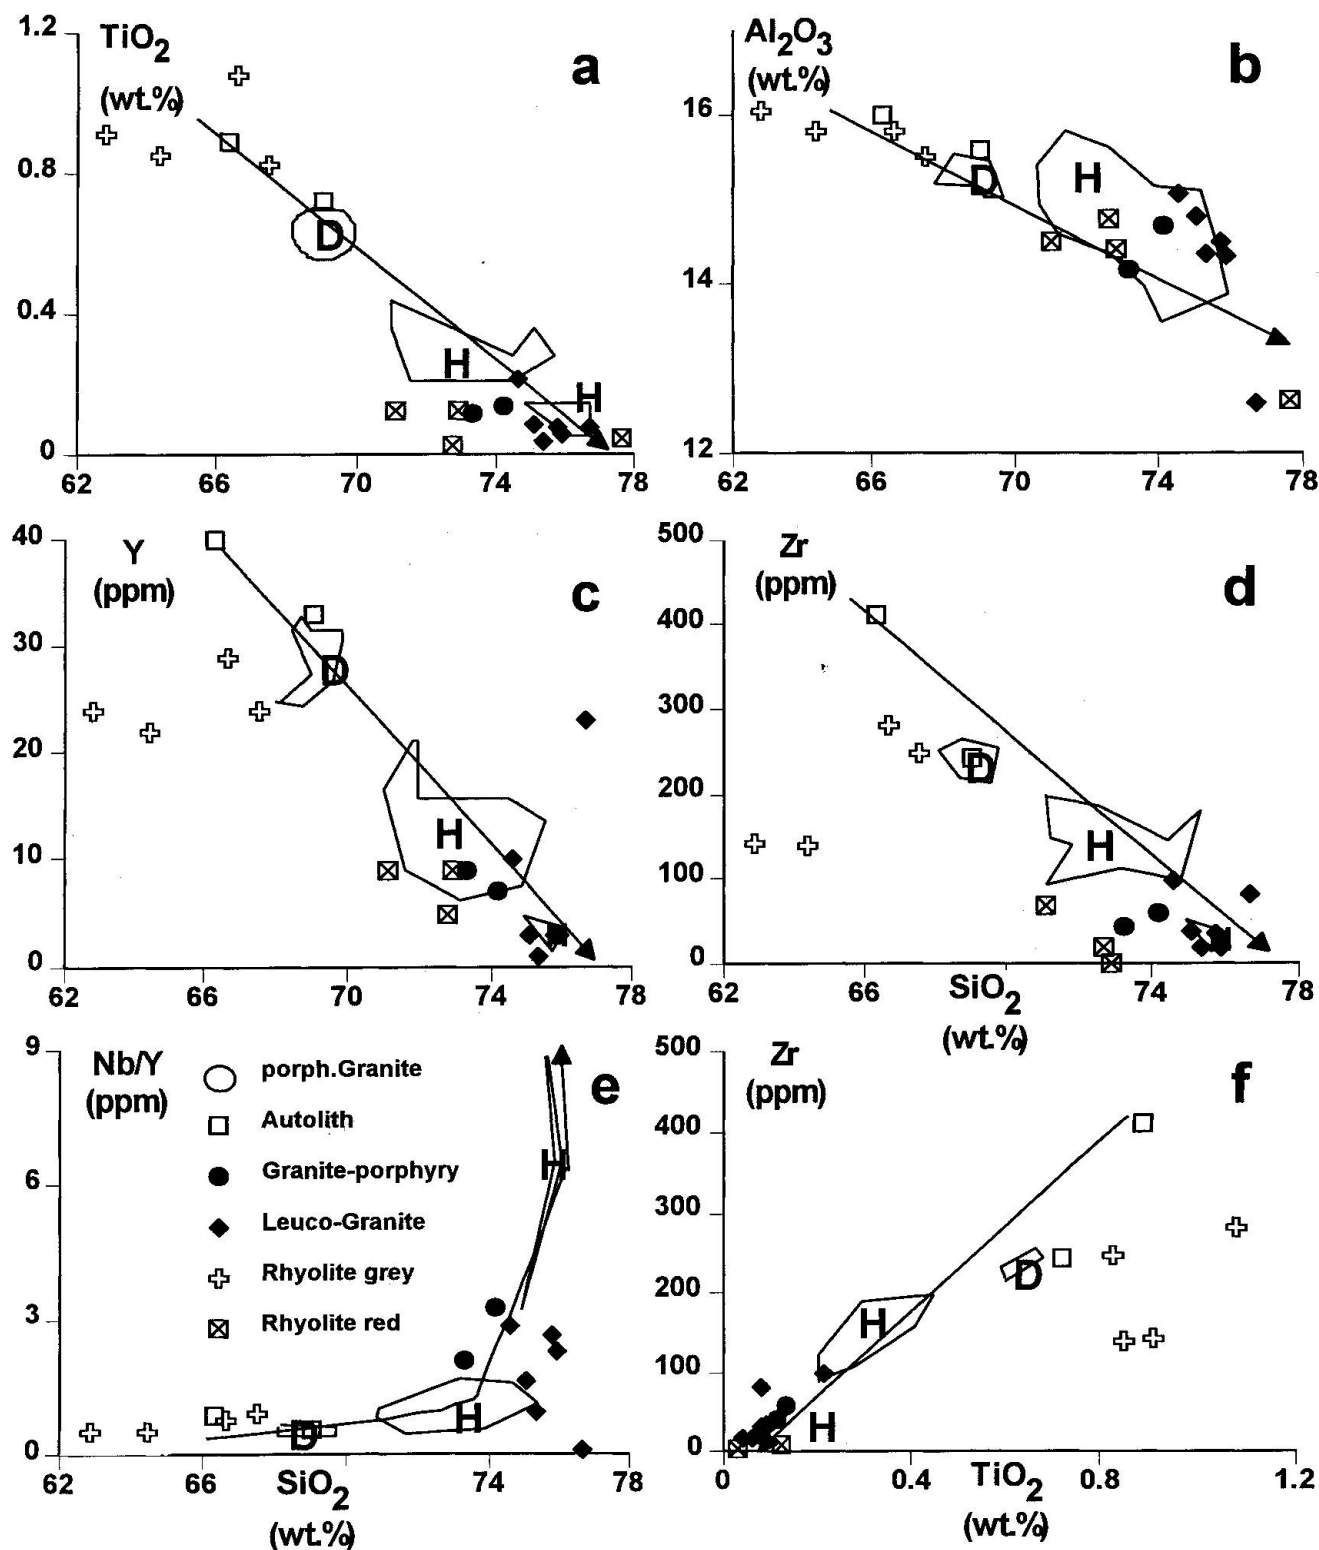 TiO2
(wt.%)
a
1.2
0.8
0.4
0
D
H
H
62
66
70
74
78
Al2O3
(wt.%)
b
16
14
12
D
H
62
66
70
74
78
Y
(ppm)
c
40
30
20
10
0
D
H
H
62
66
70
74
78
Zr
(ppm)
d
500
400
300
200
100
0
D
H
H
62
66
SiO2
74
78
(wt.%)
Nb/Y
(ppm)
e
9
6
3
0
porph.Granite
Autolith
Granite-porphyry
Leuco-Granite
Rhyolite grey
Rhyolite red
H
D
H
62
66
SiO2
74
78
(wt.%)
Zr
(ppm)
f
500
400
300
200
100
0
D
H
H
0
0.4
TiO2
0.8
1.2
(wt.%)